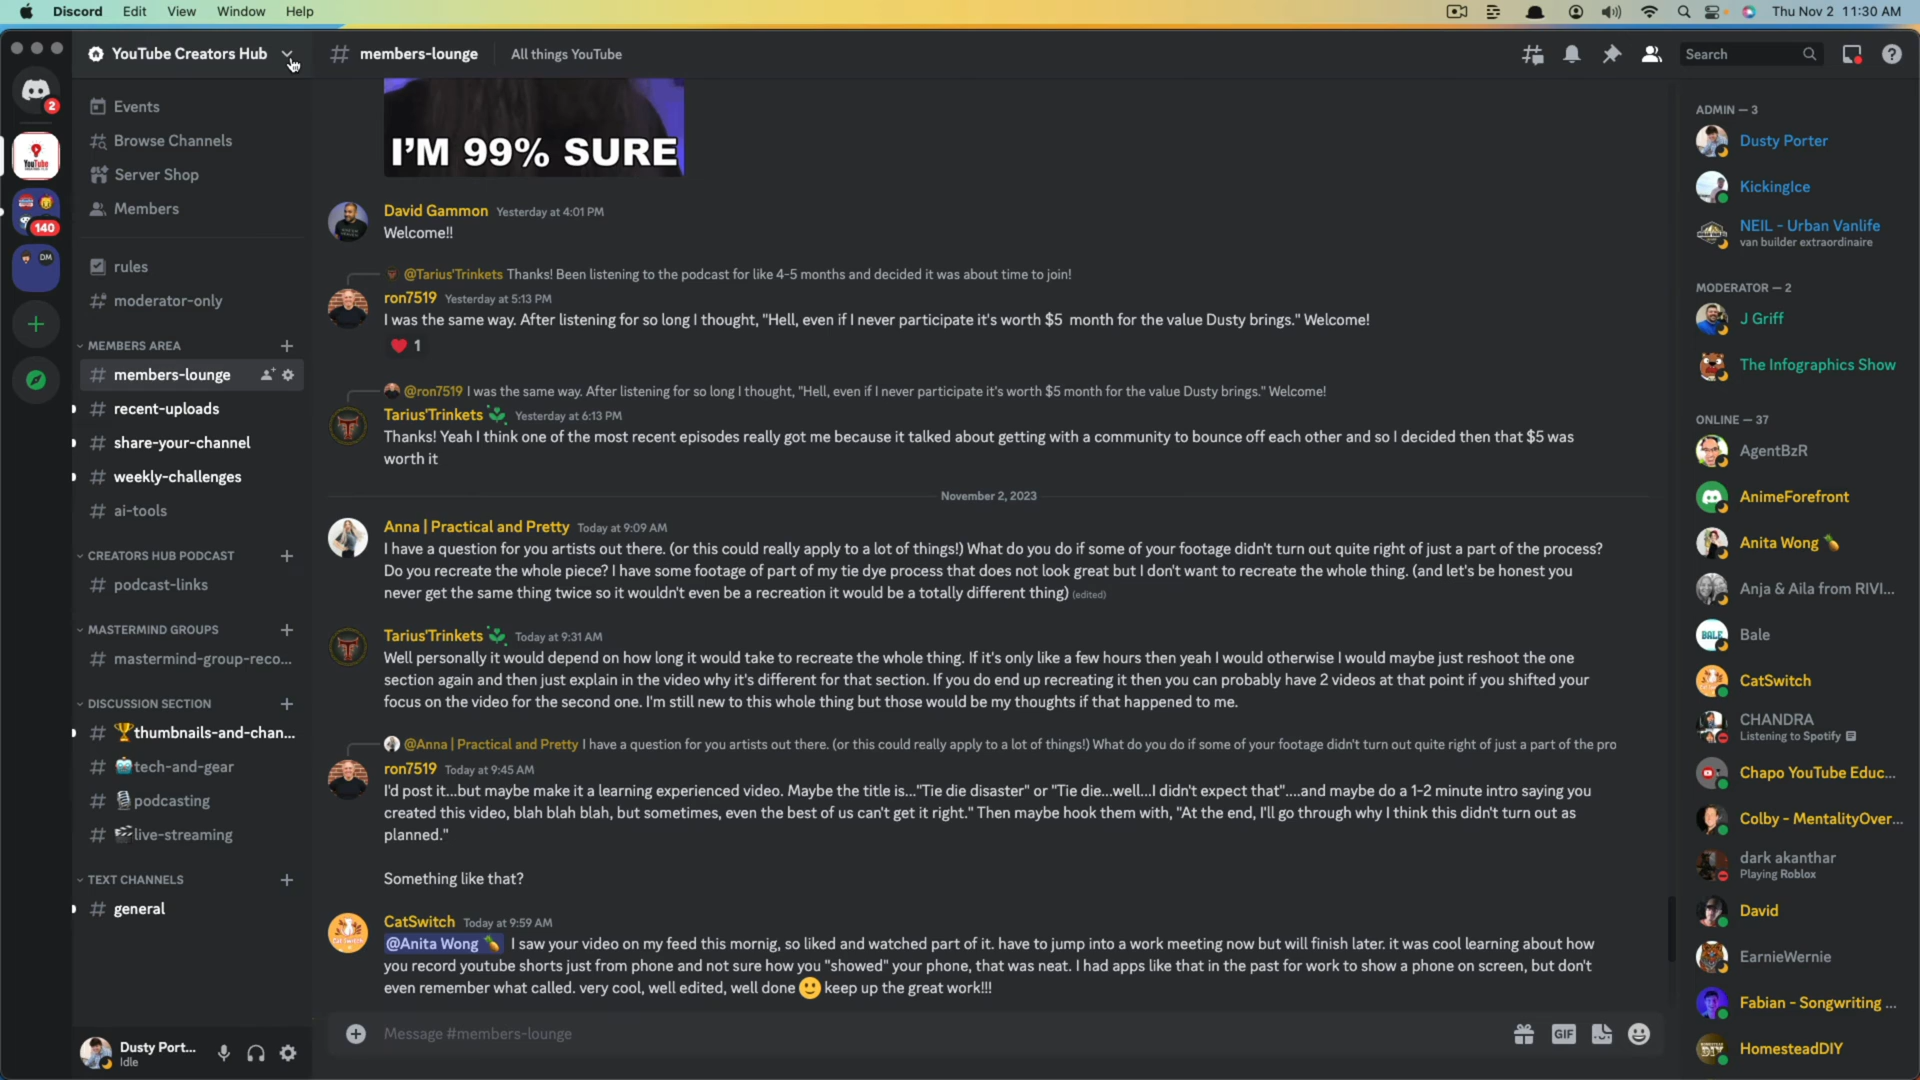 Discord Edit View Window Help
Thu Nov 2 11:30 AM
YouTube Creators Hub
members-lounge All things YouTube
Search
2
YouTube
140
DM
Events
Browse Channels
Server Shop
Members
rules
moderator-only
MEMBERS AREA
members-lounge
recent-uploads
share-your-channel
weekly-challenges
ai-tools
CREATORS HUB PODCAST
podcast-links
MASTERMIND GROUPS
mastermind-group-reco...
DISCUSSION SECTION
🏆thumbnails-and-chan...
🤖tech-and-gear
🎙podcasting
🎬live-streaming
TEXT CHANNELS
general
Dusty Port...
Idle
I'M 99% SURE
David Gammon Yesterday at 4:01 PM
Welcome!!
@Tarius'Trinkets Thanks! Been listening to the podcast for like 4-5 months and decided it was about time to join!
ron7519 Yesterday at 5:13 PM
I was the same way. After listening for so long I thought, "Hell, even if I never participate it's worth $5 month for the value Dusty brings." Welcome!
❤️ 1
@ron7519 I was the same way. After listening for so long I thought, "Hell, even if I never participate it's worth $5 month for the value Dusty brings." Welcome!
Tarius'Trinkets Yesterday at 6:13 PM
Thanks! Yeah I think one of the most recent episodes really got me because it talked about getting with a community to bounce off each other and so I decided then that $5 was
worth it
November 2, 2023
Anna | Practical and Pretty Today at 9:09 AM
I have a question for you artists out there. (or this could really apply to a lot of things!) What do you do if some of your footage didn't turn out quite right of just a part of the process?
Do you recreate the whole piece? I have some footage of part of my tie dye process that does not look great but I don't want to recreate the whole thing. (and let's be honest you
never get the same thing twice so it wouldn't even be a recreation it would be a totally different thing) (edited)
Tarius'Trinkets Today at 9:31 AM
Well personally it would depend on how long it would take to recreate the whole thing. If it's only like a few hours then yeah I would otherwise I would maybe just reshoot the one
section again and then just explain in the video why it's different for that section. If you do end up recreating it then you can probably have 2 videos at that point if you shifted your
focus on the video for the second one. I'm still new to this whole thing but those would be my thoughts if that happened to me.
@Anna | Practical and Pretty I have a question for you artists out there. (or this could really apply to a lot of things!) What do you do if some of your footage didn't turn out quite right of just a part of the pro
ron7519 Today at 9:45 AM
I'd post it...but maybe make it a learning experienced video. Maybe the title is..."Tie die disaster" or "Tie die...well...I didn't expect that"....and maybe do a 1-2 minute intro saying you
created this video, blah blah blah, but sometimes, even the best of us can't get it right." Then maybe hook them with, "At the end, I'll go through why I think this didn't turn out as
planned."
Something like that?
CatSwitch Today at 9:59 AM
@Anita Wong 🍍 I saw your video on my feed this mornig, so liked and watched part of it. have to jump into a work meeting now but will finish later. it was cool learning about how
you record youtube shorts just from phone and not sure how you "showed" your phone, that was neat. I had apps like that in the past for work to show a phone on screen, but don't
even remember what called. very cool, well edited, well done 🙂 keep up the great work!!!
Message #members-lounge
GIF
ADMIN — 3
Dusty Porter
KickingIce
NEIL - Urban Vanlife
van builder extraordinaire
MODERATOR — 2
J Griff
The Infographics Show
ONLINE — 37
AgentBzR
AnimeForefront
Anita Wong 🍍
Anja & Aila from RIVI...
BALE
Bale
CatSwitch
CHANDRA
Listening to Spotify
Chapo YouTube Educ...
Colby - MentalityOver...
dark akanthar
Playing Roblox
David
EarnieWernie
Fabian - Songwriting ...
DIY
HomesteadDIY